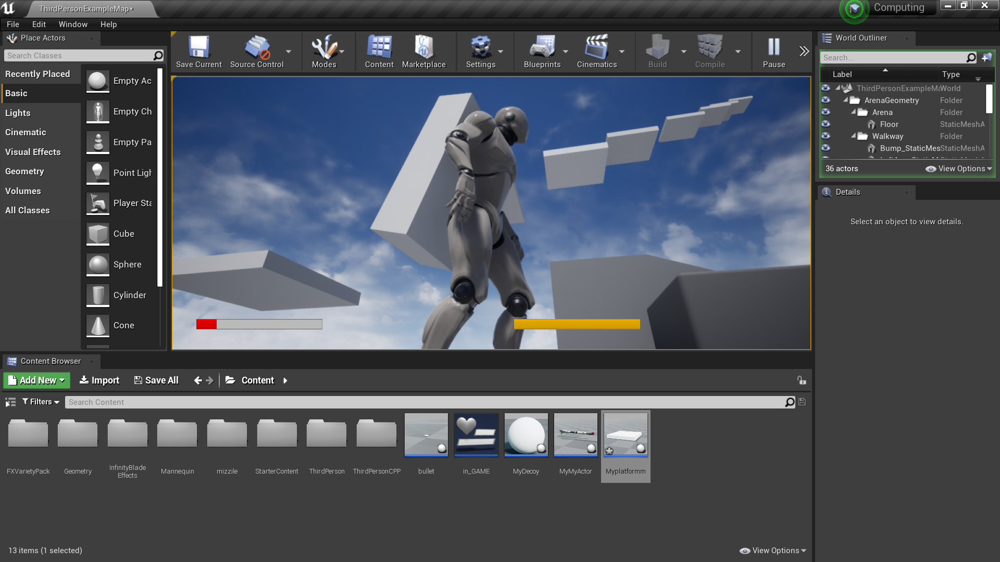 ThirdPersonExampleMap*
Computing
File Edit Window Help
Place Actors
Search Classes
Recently Placed
Basic
Lights
Cinematic
Visual Effects
Geometry
Volumes
All Classes
Empty Ac
Empty Ch
Empty Pa
Point Ligh
Player Sta
Cube
Sphere
Cylinder
Cone
Save Current Source Control Modes Content Marketplace Settings Blueprints Cinematics Build Compile Pause
World Outliner
Search...
Label Type
ThirdPersonExampleMa World
ArenaGeometry Folder
Arena Folder
Floor StaticMeshA
Walkway Folder
Bump_StaticMes StaticMeshA
36 actors View Options
Details
Select an object to view details.
Content Browser
Add New Import Save All Content
Filters Search Content
FXVarietyPack
Geometry
InfinityBlade
Effects
Mannequin
mizzile
StarterContent
ThirdPerson
ThirdPersonCPP
bullet
in_GAME
MyDecoy
MyMyActor
Myplatformm
13 items (1 selected) View Options